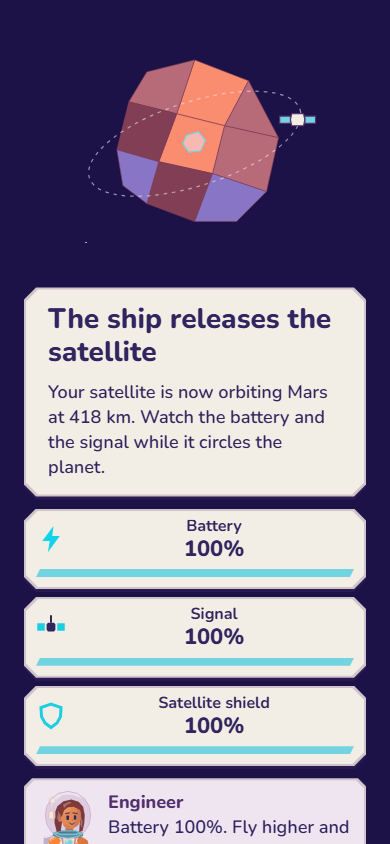 The ship releases the
satellite
Your satellite is now orbiting Mars
at 418 km. Watch the battery and
the signal while it circles the
planet.
Battery
100%
Signal
100%
Satellite shield
100%
Engineer
Battery 100%. Fly higher and